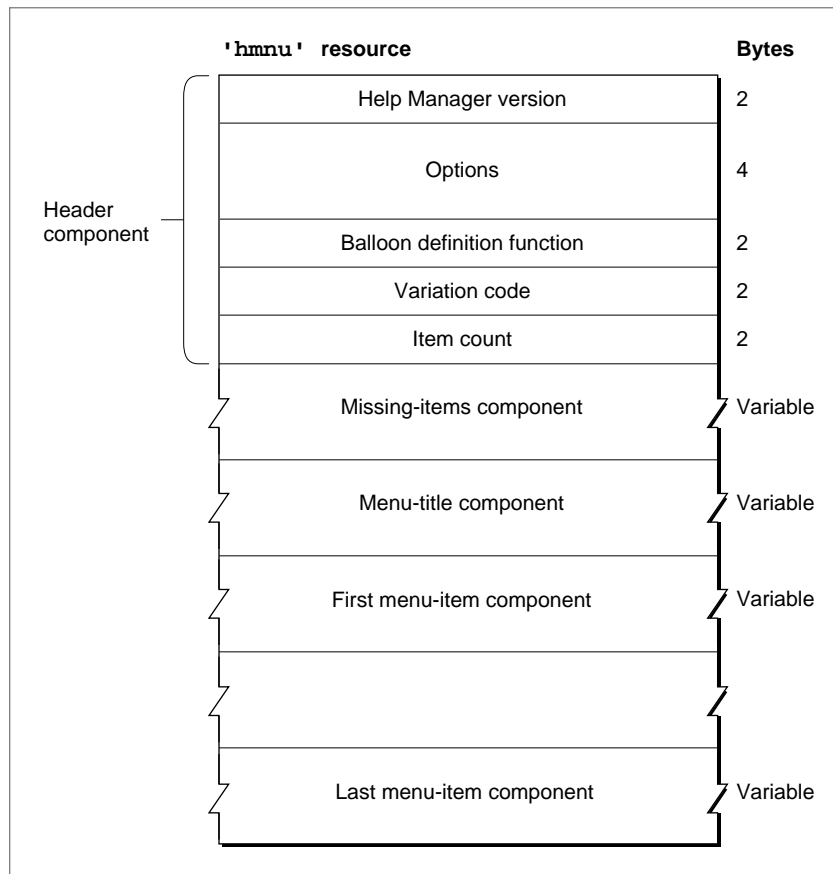 'hmnu' resource Bytes
Help Manager version 2
Options 4
Header
component
Balloon definition function 2
Variation code 2
Item count 2
Missing-items component Variable
Menu-title component Variable
First menu-item component Variable
Last menu-item component Variable